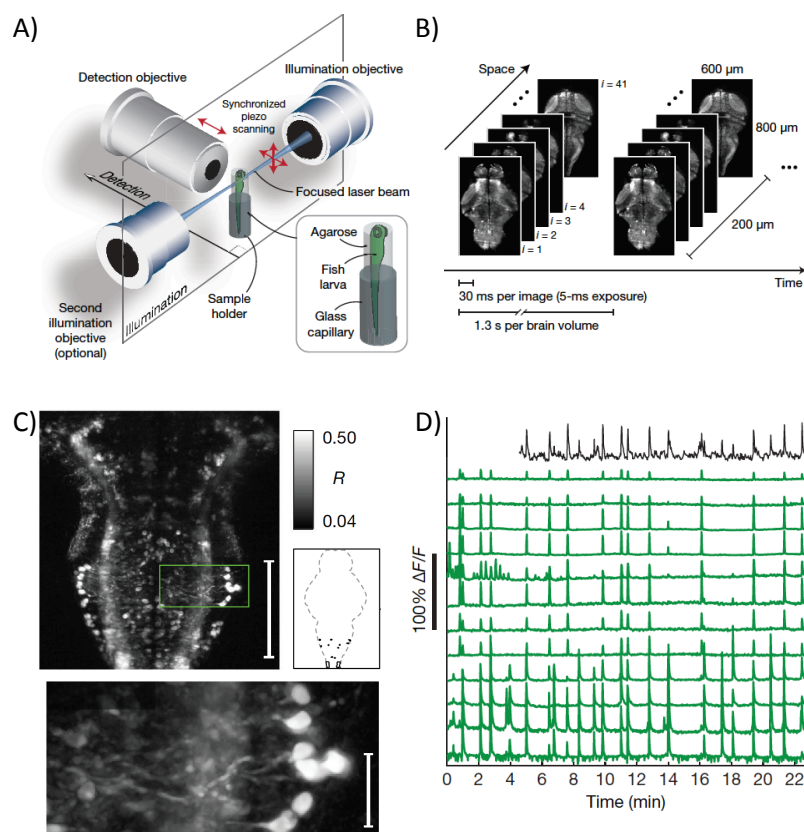 A)
Detection objective
Illumination objective
Synchronized
piezo
scanning
Focused laser beam
Detection
Agarose
Fish
larva
Glass
capillary
Sample
holder
Illumination
Second
illumination
objective
(optional)
B)
Space
i = 41
600 µm
800 µm
200 µm
i = 4
i = 3
i = 2
i = 1
Time
30 ms per image (5-ms exposure)
1.3 s per brain volume
C)
0.50
R
0.04
D)
100% ΔF/F
0 2 4 6 8 10 12 14 16 18 20 22
Time (min)